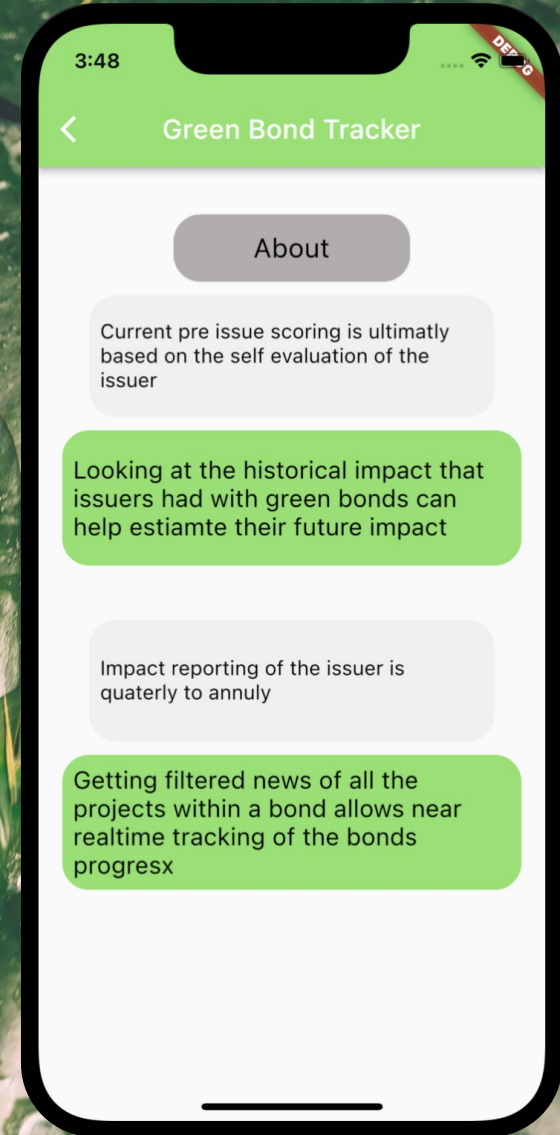 3:48
DEBUG
Green Bond Tracker
About
Current pre issue scoring is ultimatly
based on the self evaluation of the
issuer
Looking at the historical impact that
issuers had with green bonds can
help estiamte their future impact
Impact reporting of the issuer is
quaterly to annuly
Getting filtered news of all the
projects within a bond allows near
realtime tracking of the bonds
progresx